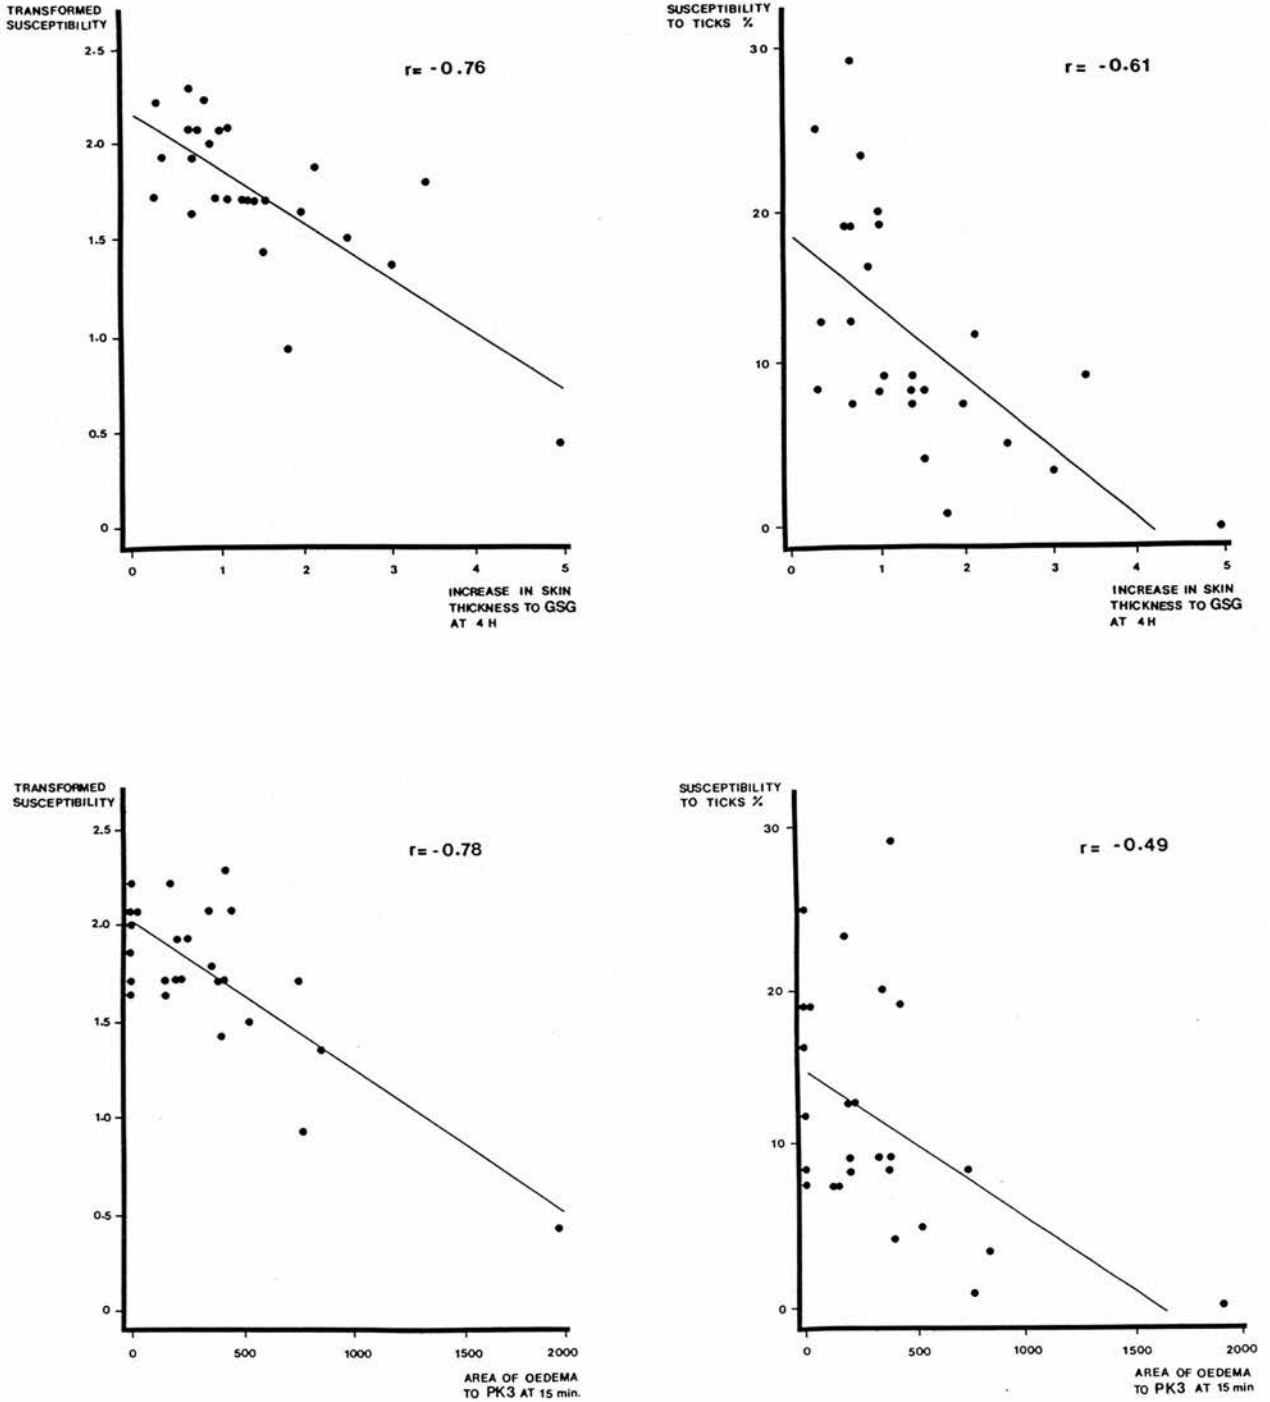 TRANSFORMED
SUSCEPTIBILITY
2.5
2.0
1.5
1.0
0.5
0
r= -0.76
0 1 2 3 4 5
INCREASE IN SKIN
THICKNESS TO GSG
AT 4H
SUSCEPTIBILITY
TO TICKS %
30
20
10
0
r= -0.61
0 1 2 3 4 5
INCREASE IN SKIN
THICKNESS TO GSG
AT 4H
TRANSFORMED
SUSCEPTIBILITY
2.5
2.0
1.5
1.0
0.5
0
r= -0.78
0 500 1000 1500 2000
AREA OF OEDEMA
TO PK3 AT 15 min.
SUSCEPTIBILITY
TO TICKS %
30
20
10
0
r= -0.49
0 500 1000 1500 2000
AREA OF OEDEMA
TO PK3 AT 15 min